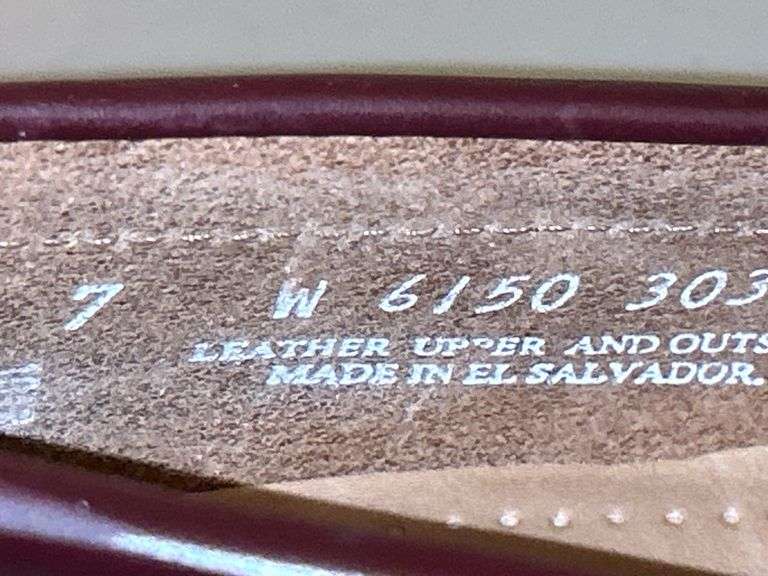 7 W 6150 303
LEATHER UPPER AND OUTS
MADE IN EL SALVADOR.